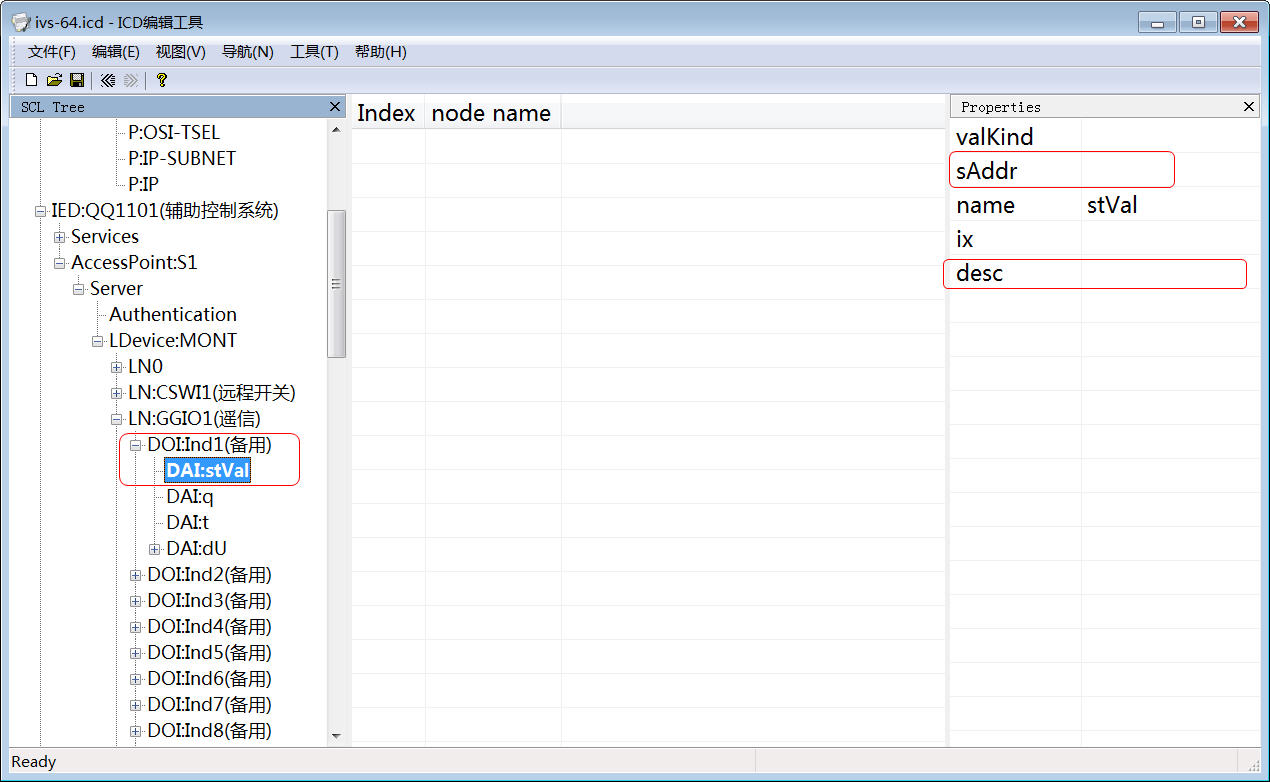 ivs-64.icd - ICD编辑工具
文件(F) 编辑(E) 视图(V) 导航(N) 工具(T) 帮助(H)
SCL Tree
P:OSI-TSEL
P:IP-SUBNET
P:IP
IED:QQ1101(辅助控制系统)
Services
AccessPoint:S1
Server
Authentication
LDevice:MONT
LN0
LN:CSWI1(远程开关)
LN:GGIO1(遥信)
DOI:Ind1(备用)
DAI:stVal
DAI:q
DAI:t
DAI:dU
DOI:Ind2(备用)
DOI:Ind3(备用)
DOI:Ind4(备用)
DOI:Ind5(备用)
DOI:Ind6(备用)
DOI:Ind7(备用)
DOI:Ind8(备用)
Index node name
Properties
valKind
sAddr
name stVal
ix
desc
Ready